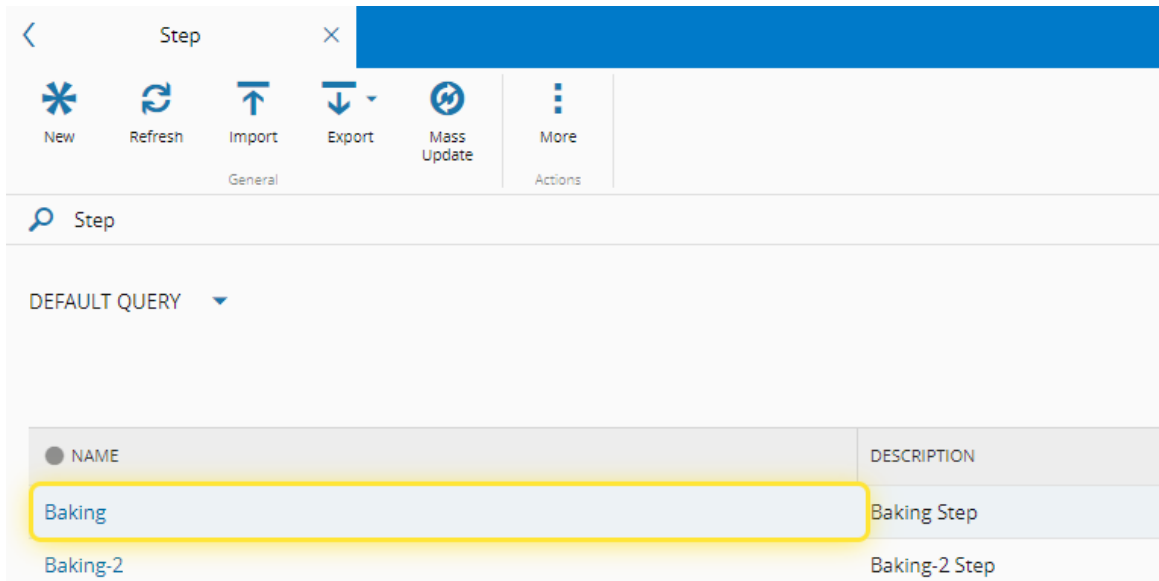 Step
New Refresh Import Export Mass Update More
General Actions
Step
DEFAULT QUERY
NAME DESCRIPTION
Baking Baking Step
Baking-2 Baking-2 Step